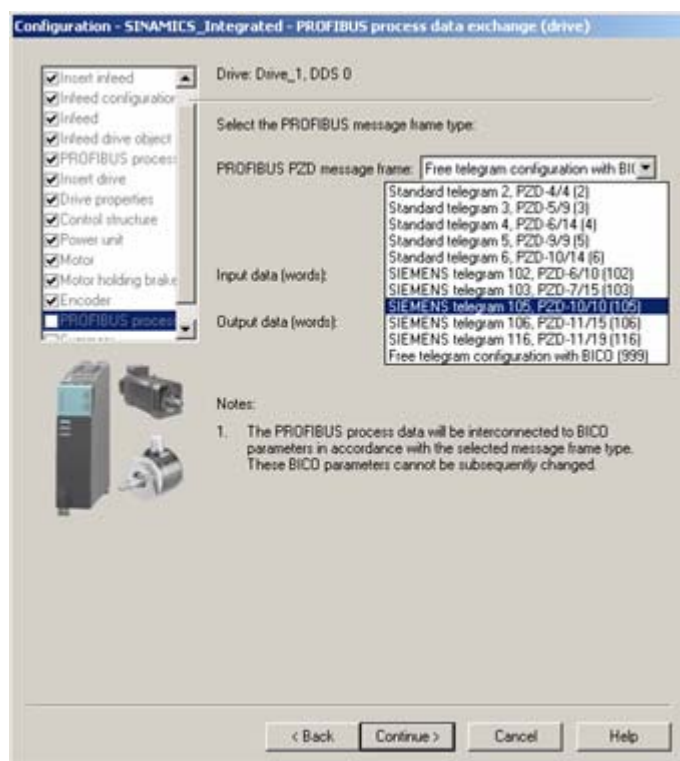 Configuration - SINAMICS_Integrated - PROFIBUS process data exchange (drive)
Insert infeed
Infeed configuration
Infeed
Infeed drive object
PROFIBUS process
Insert drive
Drive properties
Control structure
Power unit
Motor
Motor holding brake
Encoder
PROFIBUS process
Drive: Drive_1, DDS 0
Select the PROFIBUS message frame type:
PROFIBUS PZD message frame: Free telegram configuration with BIC
Standard telegram 2, PZD-4/4 (2)
Standard telegram 3, PZD-5/9 (3)
Standard telegram 4, PZD-6/14 (4)
Standard telegram 5, PZD-9/9 (5)
Standard telegram 6, PZD-10/14 (6)
SIEMENS telegram 102, PZD-6/10 (102)
SIEMENS telegram 103, PZD-7/15 (103)
SIEMENS telegram 105, PZD-10/10 (105)
SIEMENS telegram 106, PZD-11/15 (106)
SIEMENS telegram 116, PZD-11/19 (116)
Free telegram configuration with BICO (999)
Input data (words):
Output data (words):
Notes:
1. The PROFIBUS process data will be interconnected to BICO
parameters in accordance with the selected message frame type.
These BICO parameters cannot be subsequently changed.
< Back
Continue >
Cancel
Help